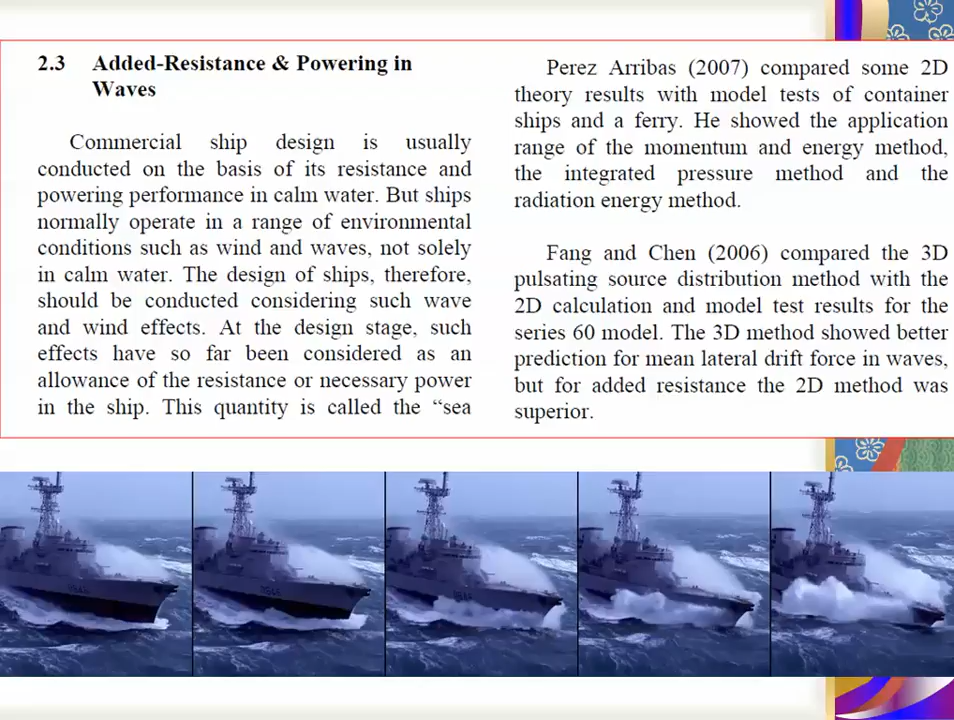 2.3 Added-Resistance & Powering in
Waves
Commercial ship design is usually
conducted on the basis of its resistance and
powering performance in calm water. But ships
normally operate in a range of environmental
conditions such as wind and waves, not solely
in calm water. The design of ships, therefore,
should be conducted considering such wave
and wind effects. At the design stage, such
effects have so far been considered as an
allowance of the resistance or necessary power
in the ship. This quantity is called the “sea
Perez Arribas (2007) compared some 2D
theory results with model tests of container
ships and a ferry. He showed the application
range of the momentum and energy method,
the integrated pressure method and the
radiation energy method.
Fang and Chen (2006) compared the 3D
pulsating source distribution method with the
2D calculation and model test results for the
series 60 model. The 3D method showed better
prediction for mean lateral drift force in waves,
but for added resistance the 2D method was
superior.